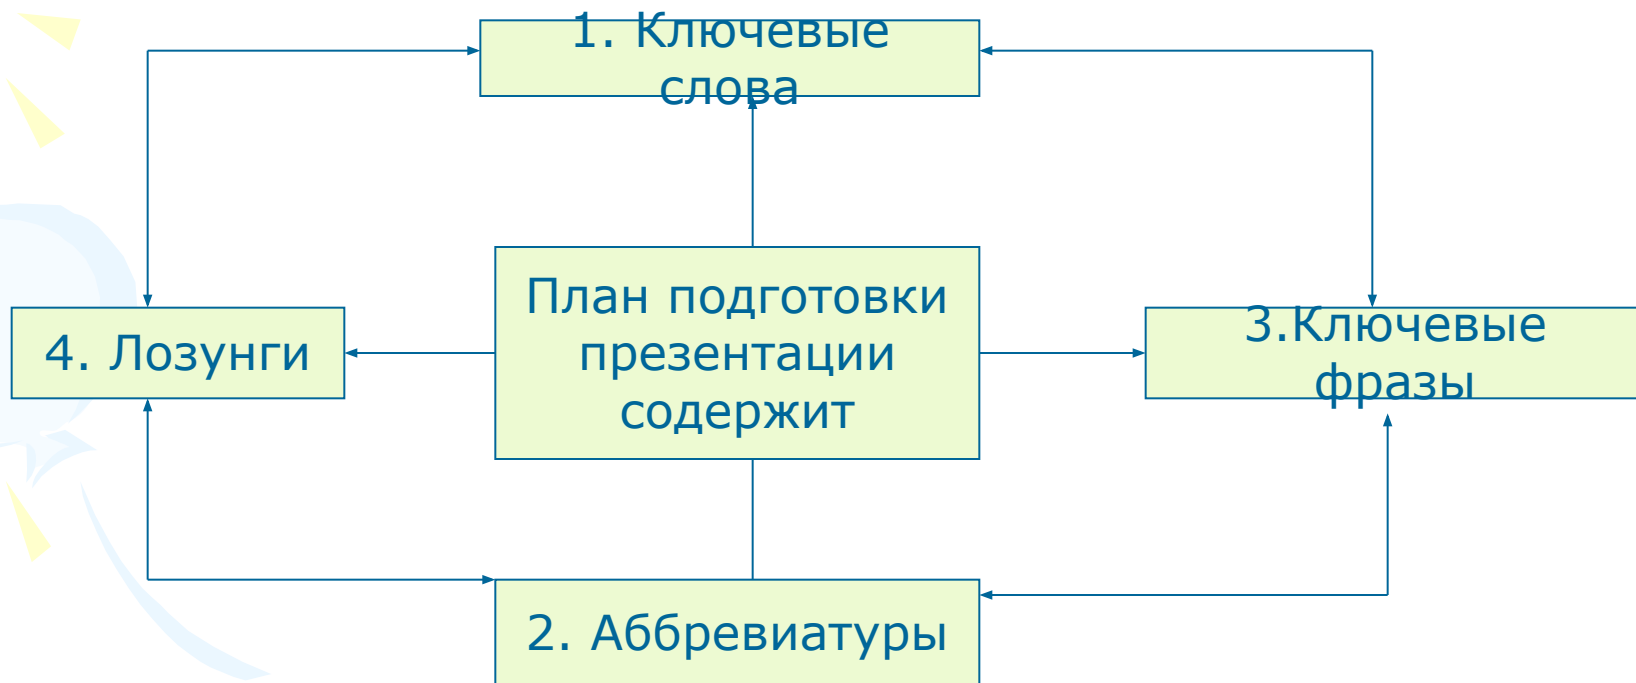 1. Ключевые
слова
План подготовки
презентации
содержит
4. Лозунги
3.Ключевые
фразы
2. Аббревиатуры